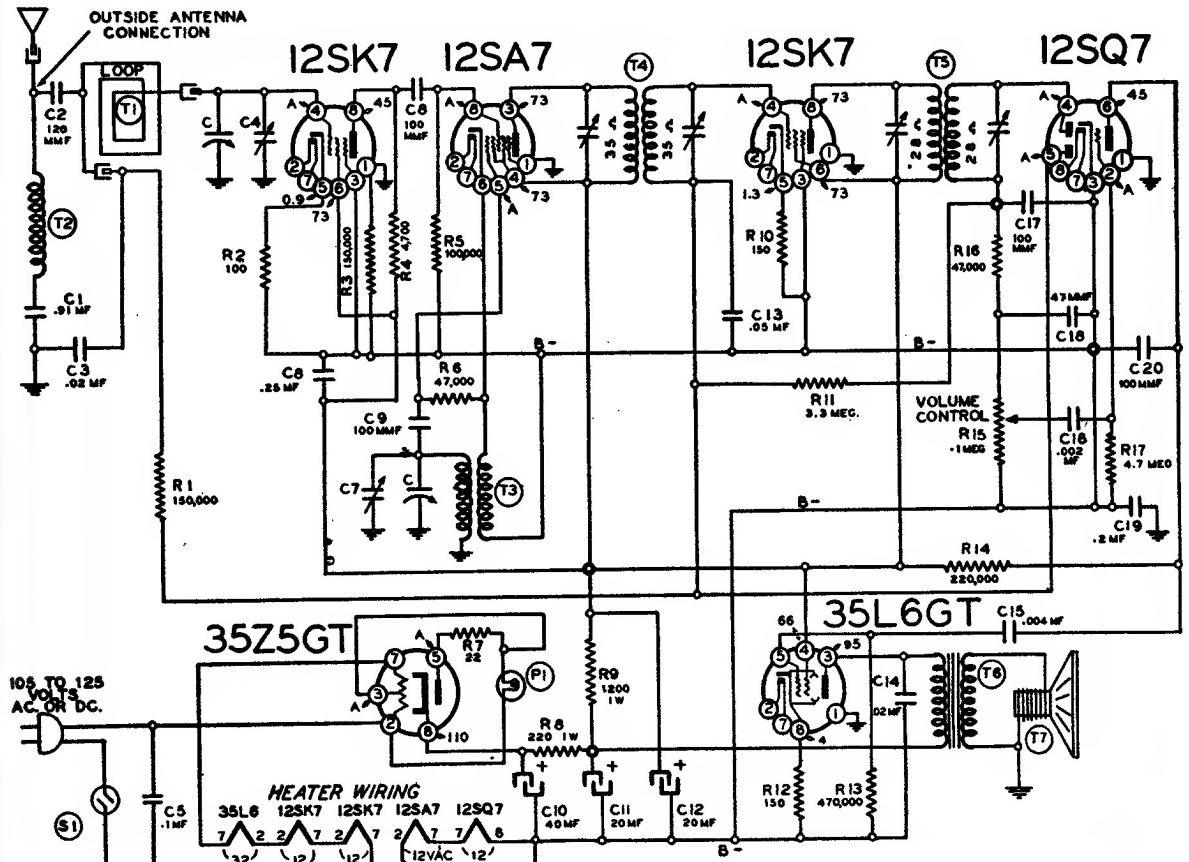 OUTSIDE ANTENNA
CONNECTION
12SK7
12SA7
12SK7
12SQ7
LOOP
T1
C2
120
MMF
C
C4
A
4
8
45
2
7
5
6
3
1
0.9
73
C8
100
MMF
A
8
3
73
2
6
5
4
1
A
73
T4
35
35
A
4
8
73
2
7
5
3
6
1
1.3
73
T5
28
28
A
4
6
45
A
5
8
7
3
2
1
A
T2
R2
100
R3
150,000
R4
4,700
R5
100,000
R10
150
R16
47,000
C17
100
MMF
47MMF
C18
C1
.91 MF
C3
.02 MF
C8
.25 MF
R6
47,000
C9
100MMF
C13
.05 MF
B-
B-
C20
100 MMF
R11
3.3 MEG.
VOLUME
CONTROL
R15
.1MEG
C16
.002
MF
R17
4.7 MEG
R1
150,000
C7
C
T3
B-
C19
.2 MF
R14
220,000
35Z5GT
35L6GT
C15
.004 MF
7
A
5
3
A
2
8
110
R7
22
P1
R9
1200
1W
R8
220 1W
66
5
4
3
95
2
7
8
1
4
C14
.02MF
T6
T7
105 TO 125
VOLTS
AC. OR DC.
S1
C5
.1MF
HEATER WIRING
35L6 12SK7 12SK7 12SA7 12SQ7
7 2 2 7 2 7 2 7 7 8
32 12 12 12VAC 12
+
C10
40 MF
+
C11
20MF
+
C12
20 MF
R12
150
R13
470,000
B-